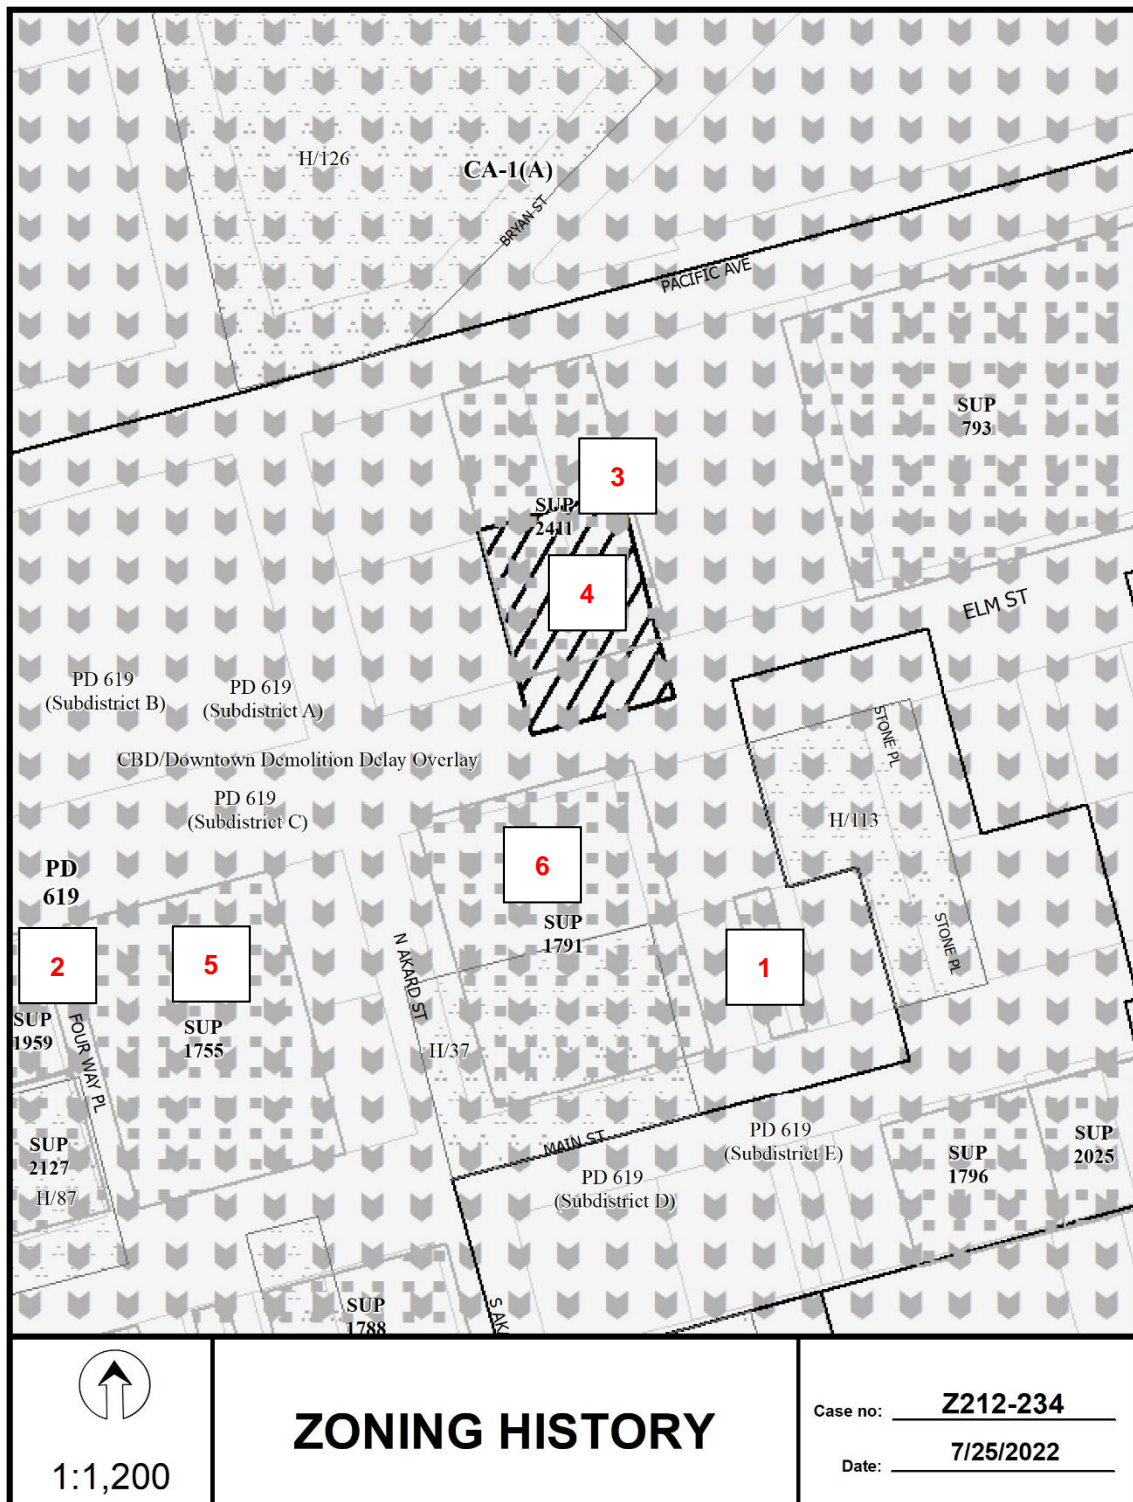 H/126
CA-1(A)
BRYAN ST
PACIFIC AVE
SUP
793
3
SUP
2411
4
ELM ST
PD 619
(Subdistrict B)
PD 619
(Subdistrict A)
STONE PL
CBD/Downtown Demolition Delay Overlay
PD 619
(Subdistrict C)
H/113
PD
619
6
SUP
1791
N AKARD ST
STONE PL
2
5
1
SUP
1959
FOUR WAY PL
SUP
1755
H/37
MAIN ST
PD 619
(Subdistrict E)
SUP
2127
H/87
PD 619
(Subdistrict D)
SUP
1796
SUP
2025
SUP
1788
S AK
1:1,200
ZONING HISTORY
Case no: Z212-234
Date: 7/25/2022